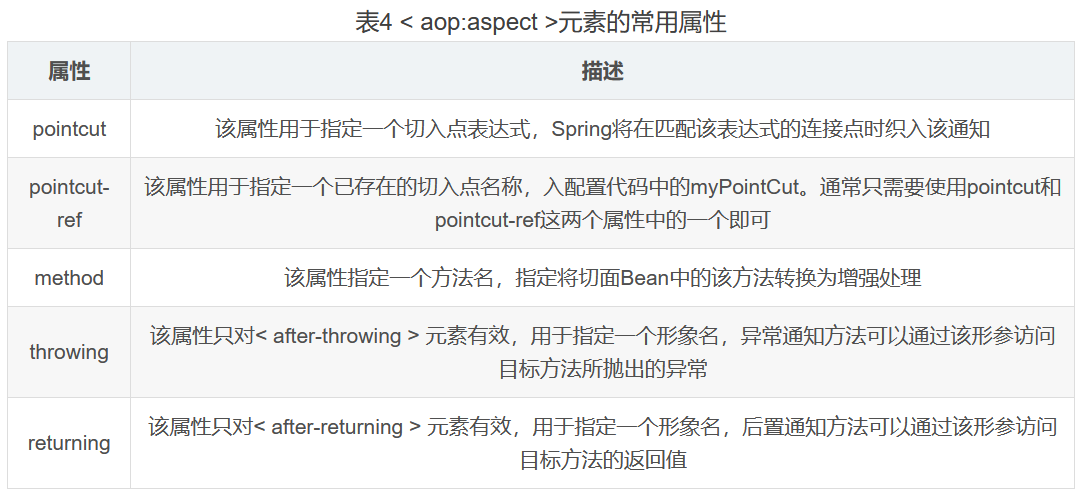 表4 < aop:aspect >元素的常用属性
属性 描述
pointcut 该属性用于指定一个切入点表达式，Spring将在匹配该表达式的连接点时织入该通知
pointcut-
ref
该属性用于指定一个已存在的切入点名称，入配置代码中的myPointCut。通常只需要使用pointcut和
pointcut-ref这两个属性中的一个即可
method 该属性指定一个方法名，指定将切面Bean中的该方法转换为增强处理
throwing
该属性只对< after-throwing > 元素有效，用于指定一个形象名，异常通知方法可以通过该形参访问
目标方法所抛出的异常
returning
该属性只对< after-returning > 元素有效，用于指定一个形象名，后置通知方法可以通过该形参访问
目标方法的返回值